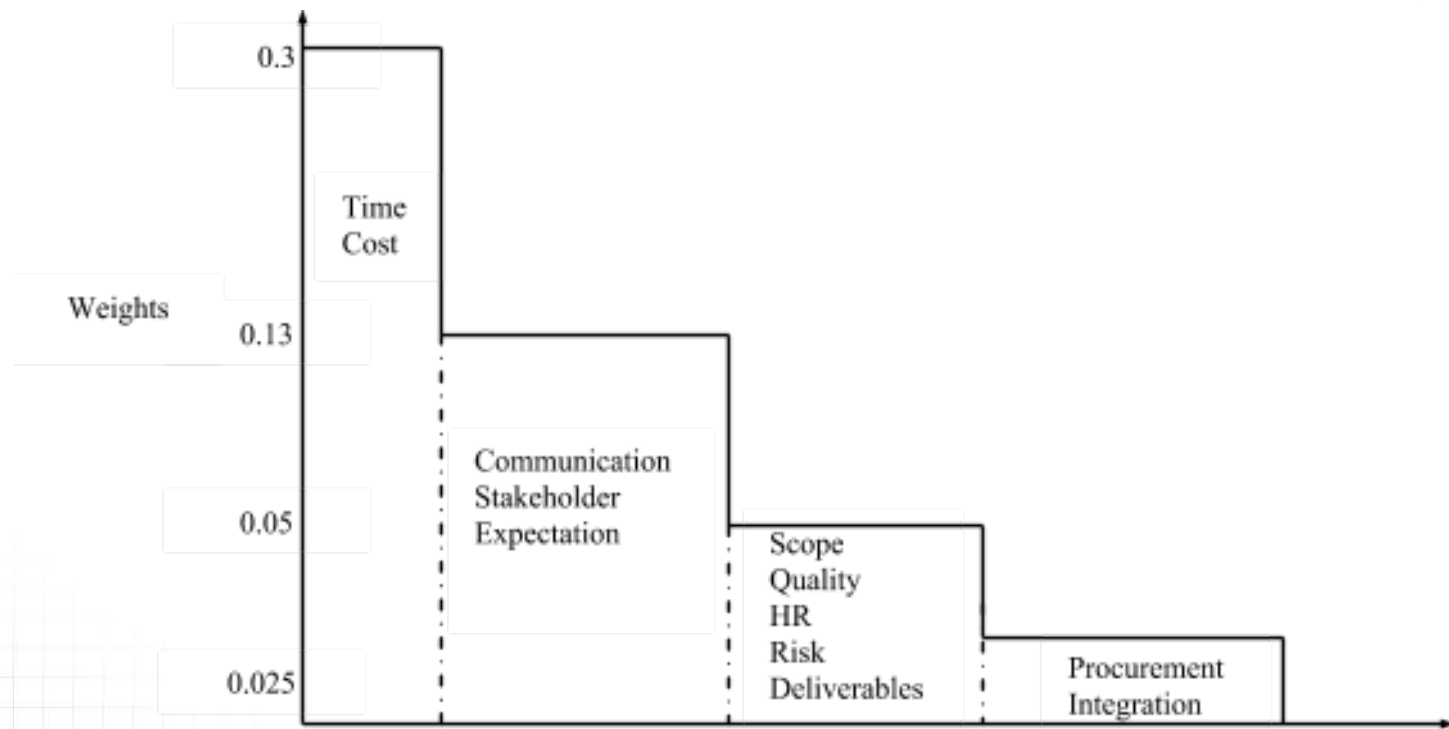 0.3
Time
Cost
Weights
0.13
Communication
Stakeholder
Expectation
0.05
Scope
Quality
HR
Risk
Deliverables
0.025
Procurement
Integration